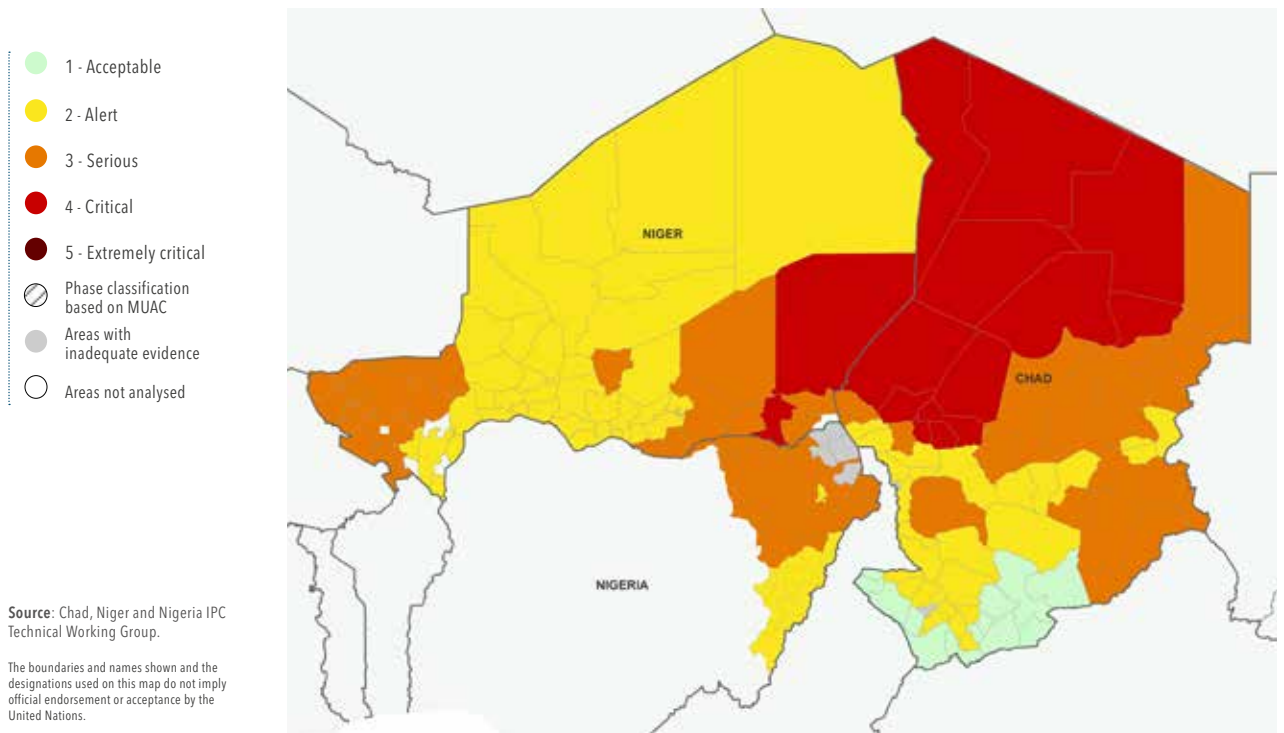 1 - Acceptable
2 - Alert
3 - Serious
4 - Critical
5 - Extremely critical
Phase classification
based on MUAC
Areas with
inadequate evidence
Areas not analysed
NIGER
CHAD
NIGERIA
Source: Chad, Niger and Nigeria IPC
Technical Working Group.
The boundaries and names shown and the
designations used on this map do not imply
official endorsement or acceptance by the
United Nations.